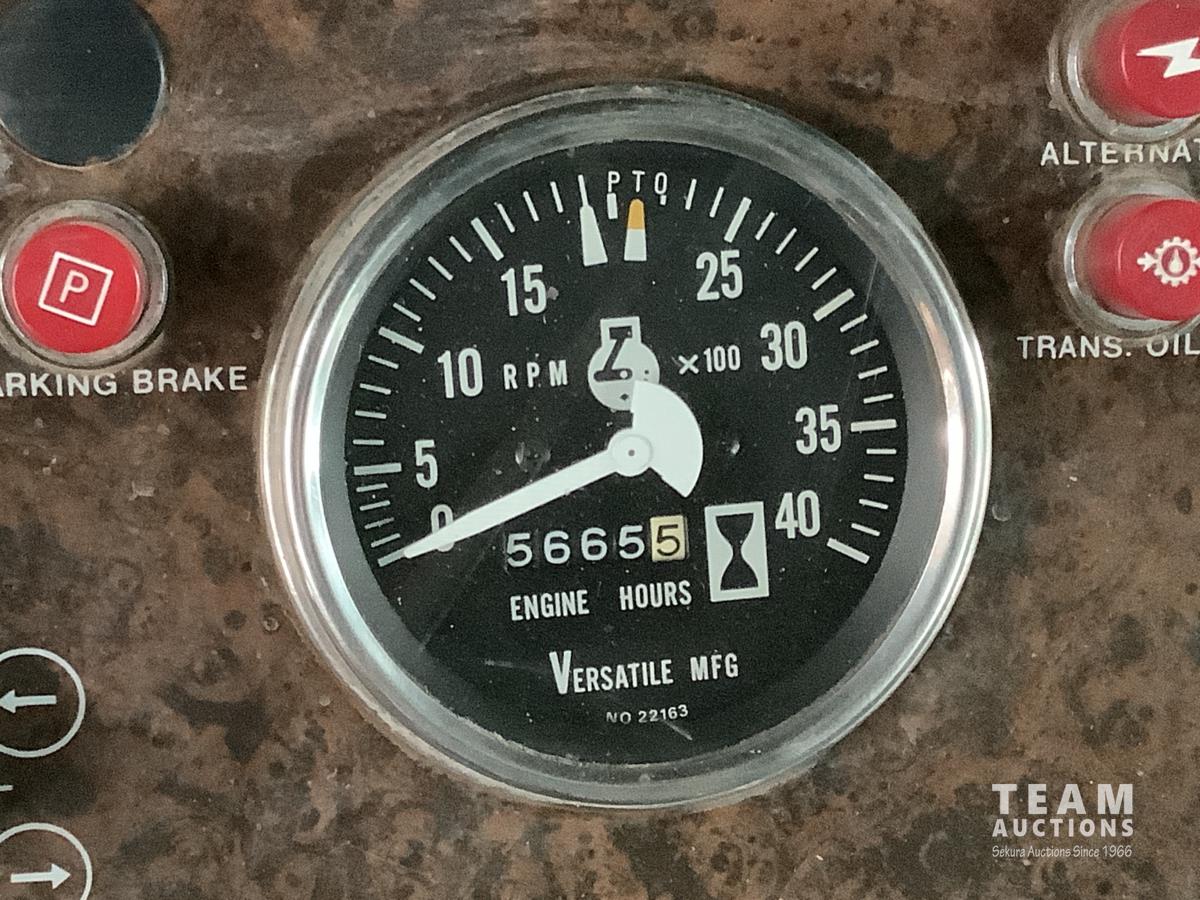 PTO
15
25
10
RPM
×100
30
35
5
0
40
56655
ENGINE HOURS
VERSATILE MFG
NO 22163
P
ARKING BRAKE
ALTERNAT
TRANS. OIL
TEAM
AUCTIONS
Sekura Auctions Since 1966